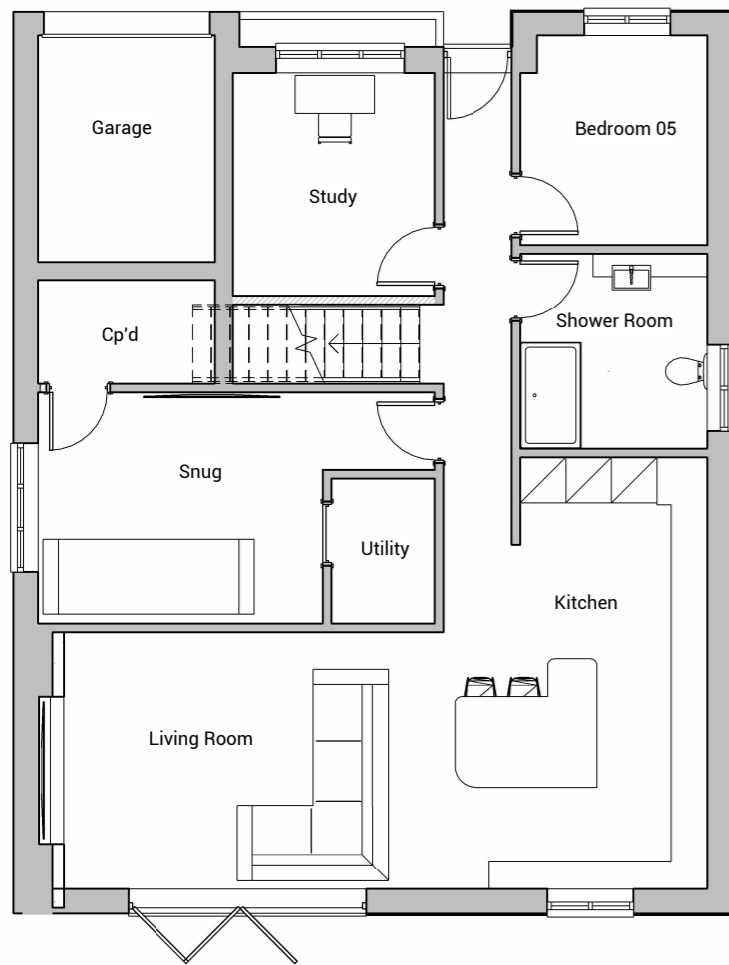 Garage
Bedroom 05
Study
Shower Room
Cp'd
Snug
Utility
Kitchen
Living Room